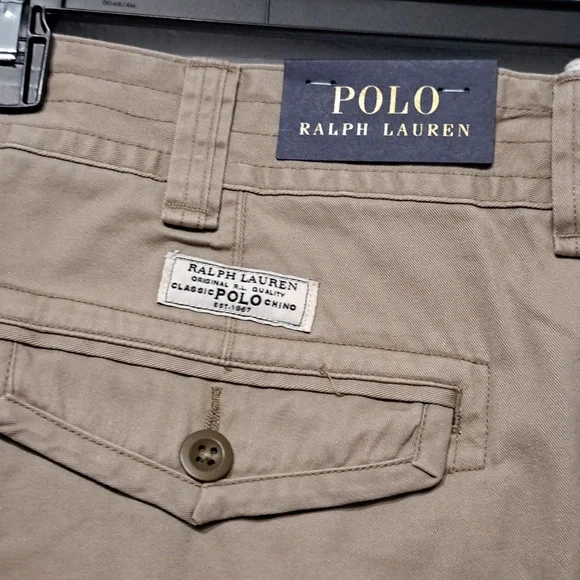 POLO
RALPH LAUREN
RALPH LAUREN
ORIGINAL R.L. QUALITY
CLASSIC POLO CHINO
EST. 1967